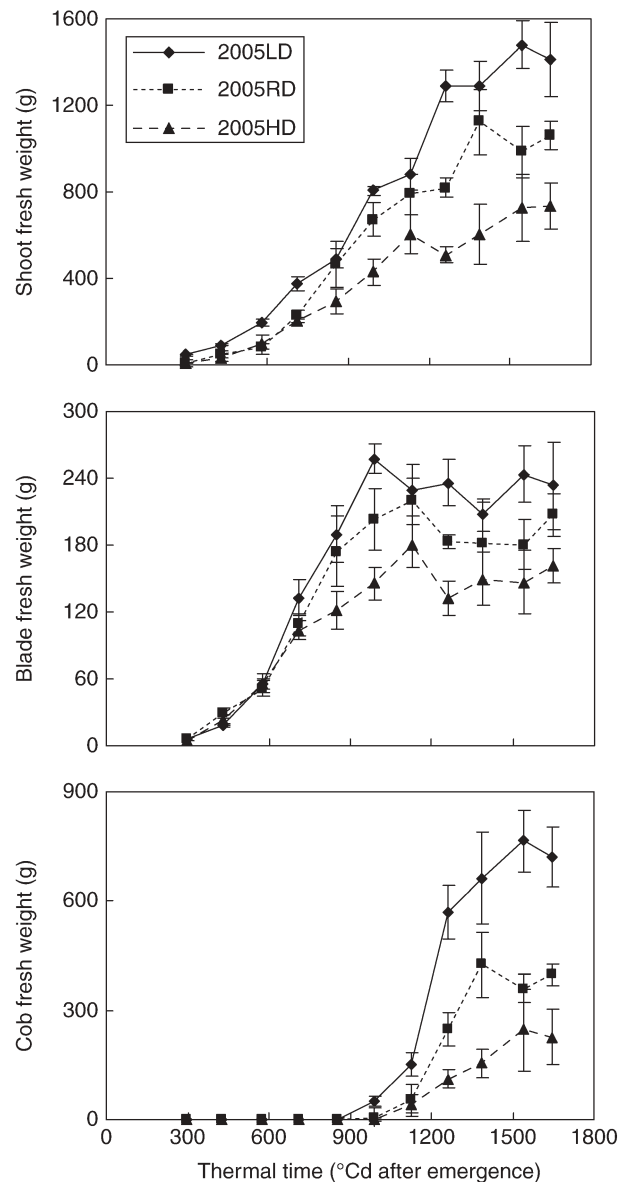 1600
1200
800
400
0
Shoot fresh weight (g)
2005LD
2005RD
2005HD
300
240
180
120
60
0
Blade fresh weight (g)
900
600
300
0
Cob fresh weight (g)
0 300 600 900 1200 1500 1800
Thermal time (°Cd after emergence)